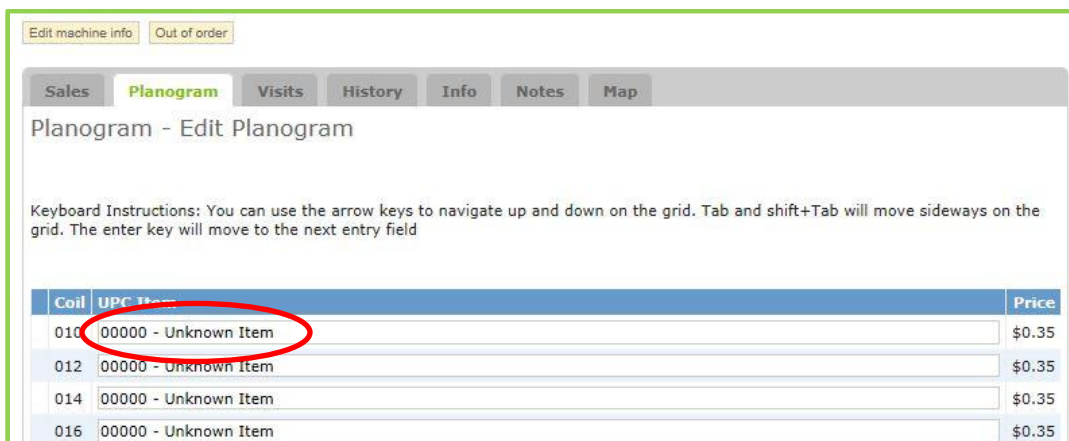 Edit machine info Out of order
Sales Planogram Visits History Info Notes Map
Planogram - Edit Planogram
Keyboard Instructions: You can use the arrow keys to navigate up and down on the grid. Tab and shift+Tab will move sideways on the
grid. The enter key will move to the next entry field
Coil UPC Item Price
010 00000 - Unknown Item $0.35
012 00000 - Unknown Item $0.35
014 00000 - Unknown Item $0.35
016 00000 - Unknown Item $0.35